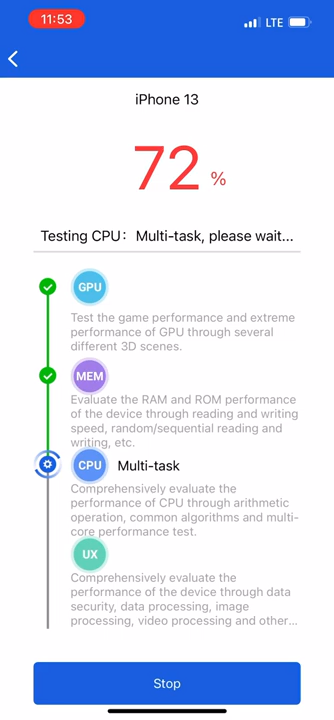 11:53
LTE
iPhone 13
72 %
Testing CPU: Multi-task, please wait...
GPU
Test the game performance and extreme
performance of GPU through several
different 3D scenes.
MEM
Evaluate the RAM and ROM performance
of the device through reading and writing
speed, random/sequential reading and
writing, etc.
CPU Multi-task
Comprehensively evaluate the
performance of CPU through arithmetic
operation, common algorithms and multi-
core performance test.
UX
Comprehensively evaluate the
performance of the device through data
security, data processing, image
processing, video processing and other...
Stop